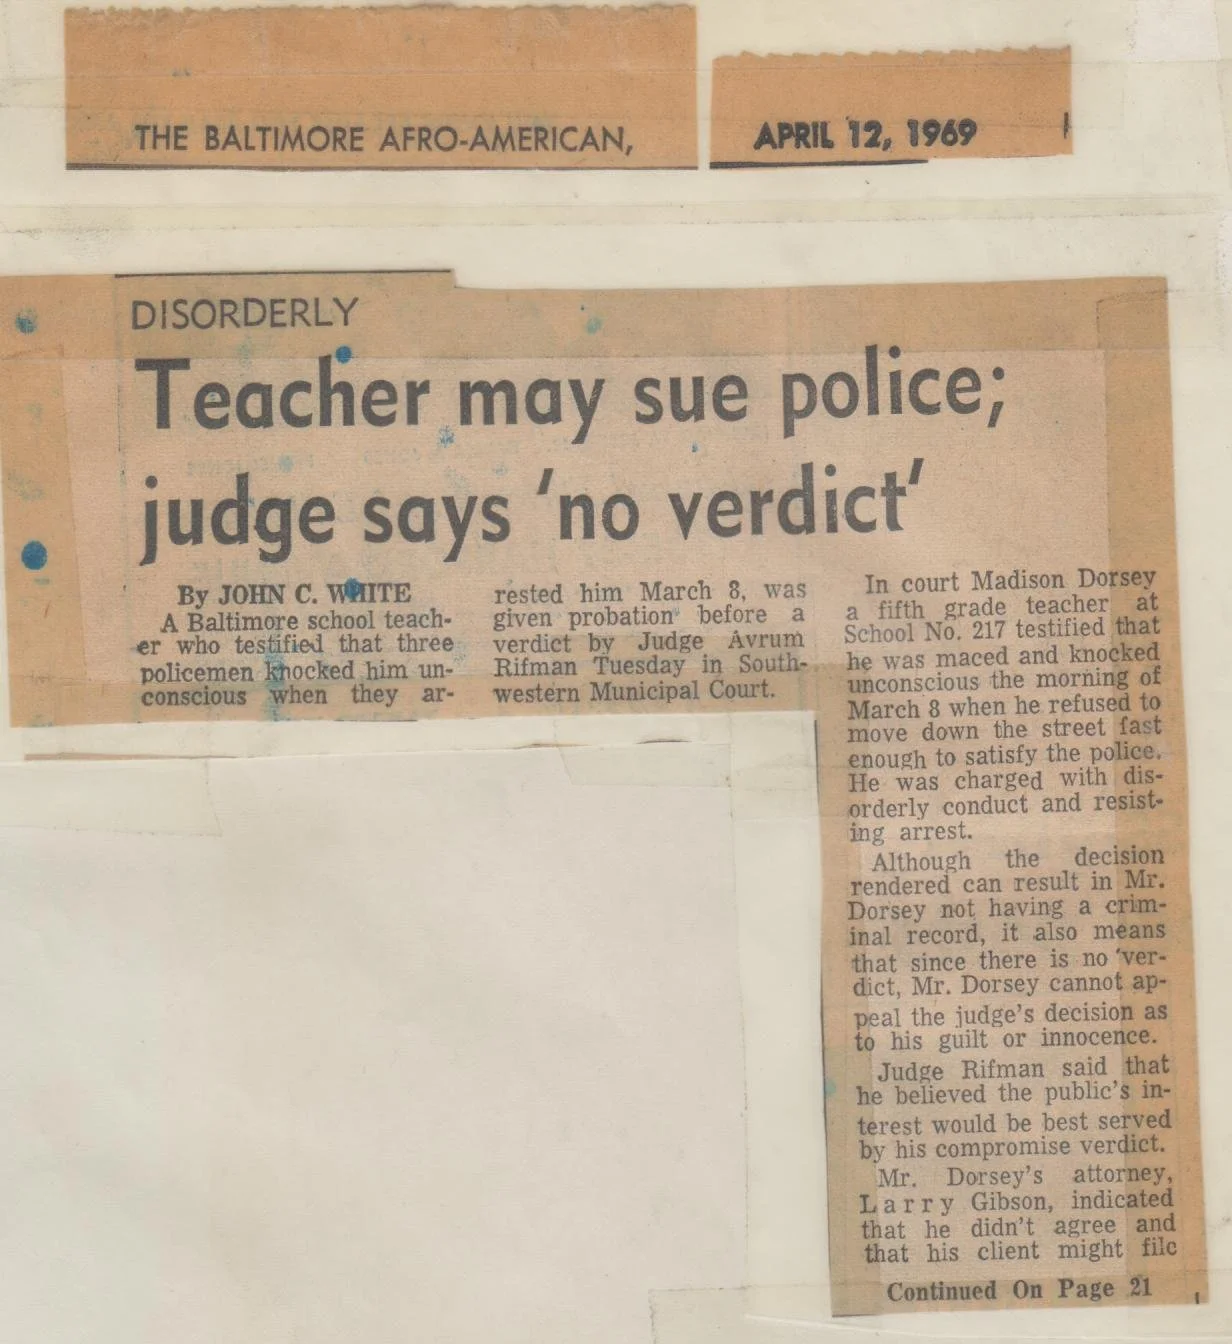 THE BALTIMORE AFRO-AMERICAN,
APRIL 12, 1969
DISORDERLY
Teacher may sue police;
judge says 'no verdict'
By JOHN C. WHITE
A Baltimore school teach-
er who testified that three
policemen knocked him un-
conscious when they ar-
rested him March 8, was
given probation before a
verdict by Judge Avrum
Rifman Tuesday in South-
western Municipal Court.
In court Madison Dorsey
a fifth grade teacher at
School No. 217 testified that
he was maced and knocked
unconscious the morning of
March 8 when he refused to
move down the street fast
enough to satisfy the police.
He was charged with dis-
orderly conduct and resist-
ing arrest.
Although the decision
rendered can result in Mr.
Dorsey not having a crim-
inal record, it also means
that since there is no 'ver-
dict, Mr. Dorsey cannot ap-
peal the judge's decision as
to his guilt or innocence.
Judge Rifman said that
he believed the public's in-
terest would be best served
by his compromise verdict.
Mr. Dorsey's attorney,
Larry Gibson, indicated
that he didn't agree and
that his client might filc
Continued On Page 21